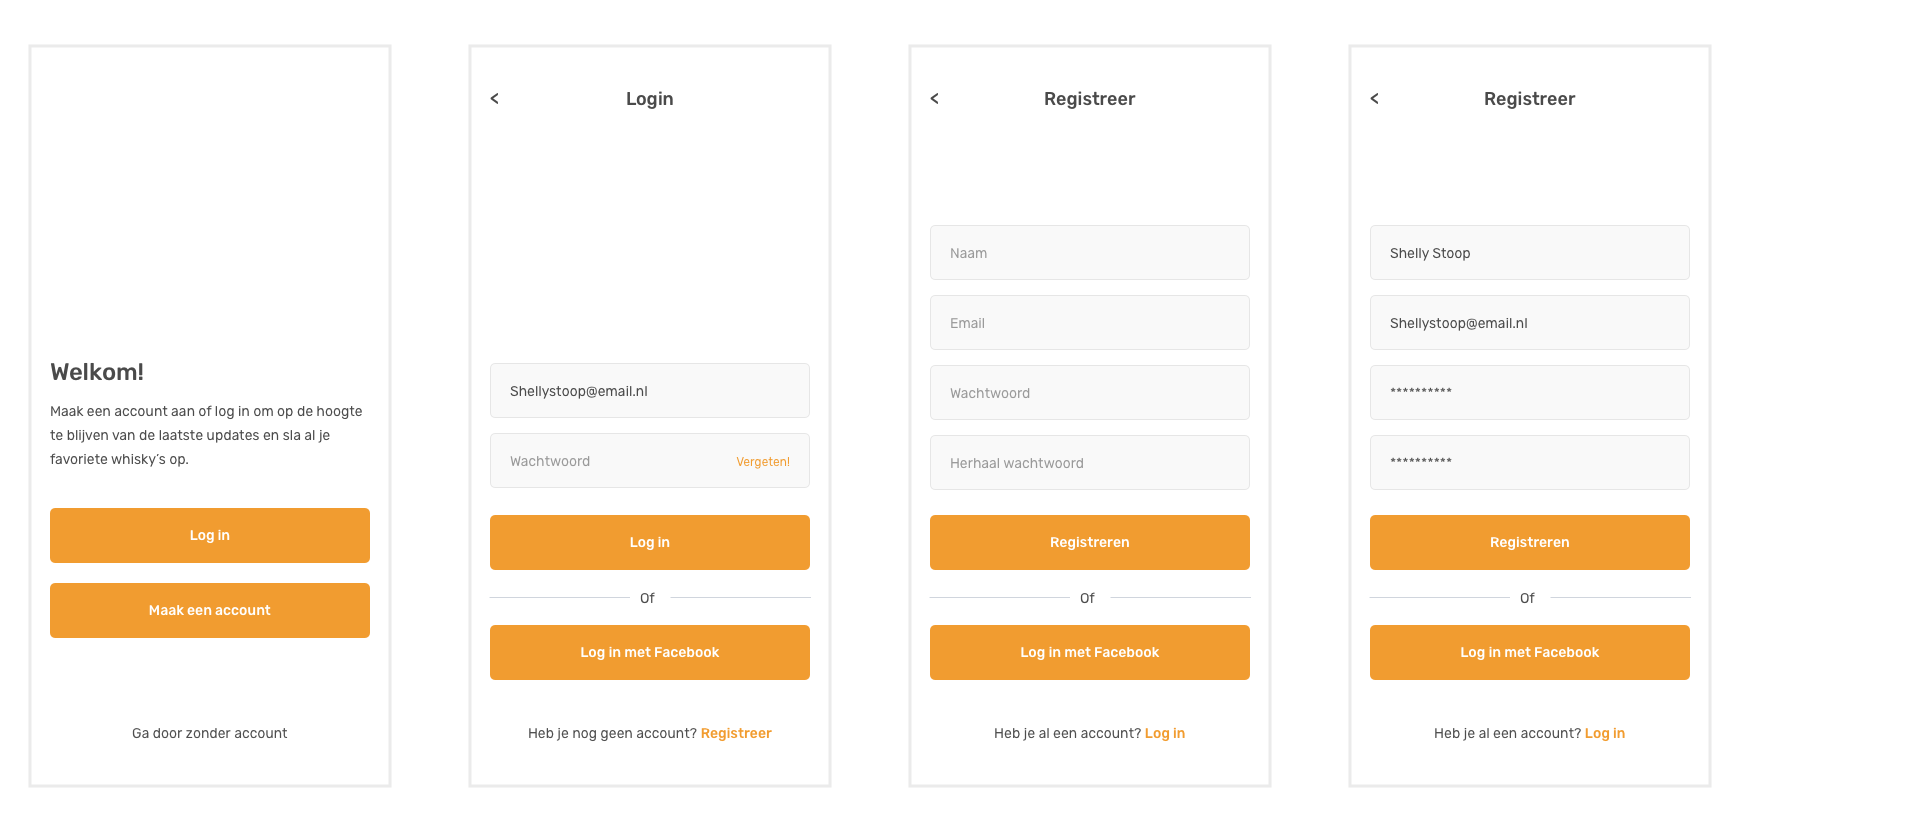 Welkom!
Maak een account aan of log in om op de hoogte
te blijven van de laatste updates en sla al je
favoriete whisky's op.
Log in
Maak een account
Ga door zonder account
< Login
Shellystoop@email.nl
Wachtwoord Vergeten!
Log in
Of
Log in met Facebook
Heb je nog geen account? Registreer
< Registreer
Naam
Email
Wachtwoord
Herhaal wachtwoord
Registreren
Of
Log in met Facebook
Heb je al een account? Log in
< Registreer
Shelly Stoop
Shellystoop@email.nl
**********
**********
Registreren
Of
Log in met Facebook
Heb je al een account? Log in